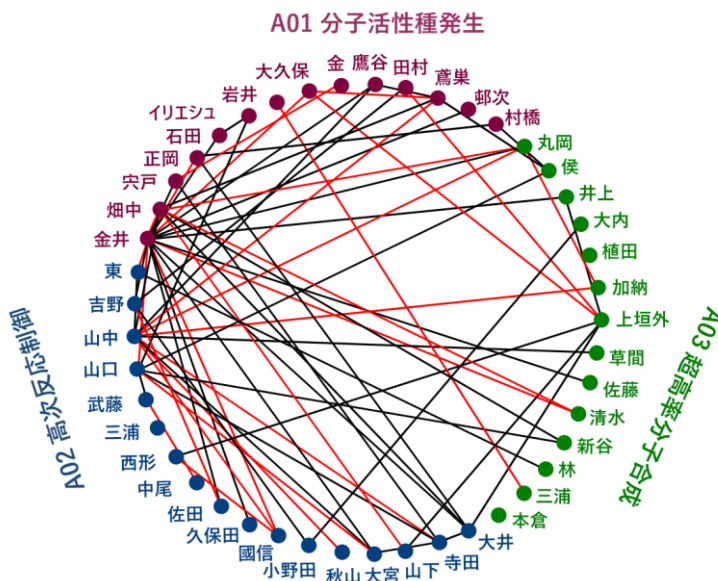 A01 分子活性種発生
金
鷹谷
田村
鳶巣
邨次
村橋
大久保
岩井
イリエシュ
石田
正岡
宍戸
畑中
金井
丸岡
侯
井上
大内
植田
加納
上垣外
草間
佐藤
清水
新谷
林
三浦
本倉
A03 超高率分子合成
東
吉野
山中
山口
武藤
三浦
西形
中尾
佐田
久保田
國信
小野田
秋山
大宮
山下
寺田
大井
A02 高次反応制御